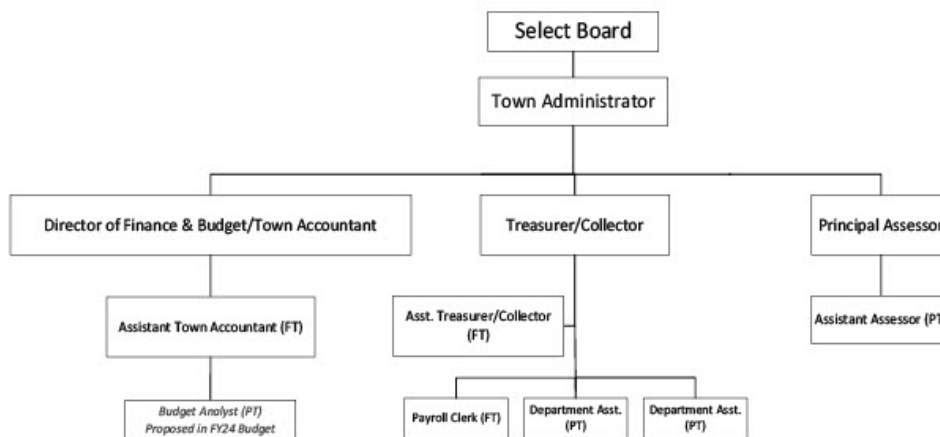 Select Board
Town Administrator
Director of Finance & Budget/Town Accountant
Treasurer/Collector
Principal Assessor
Assistant Town Accountant (FT)
Asst. Treasurer/Collector
(FT)
Assistant Assessor (PT
Budget Analyst (PT)
Proposed in FY24 Budget
Payroll Clerk (FT)
Department Asst.
(PT)
Department Asst.
(PT)